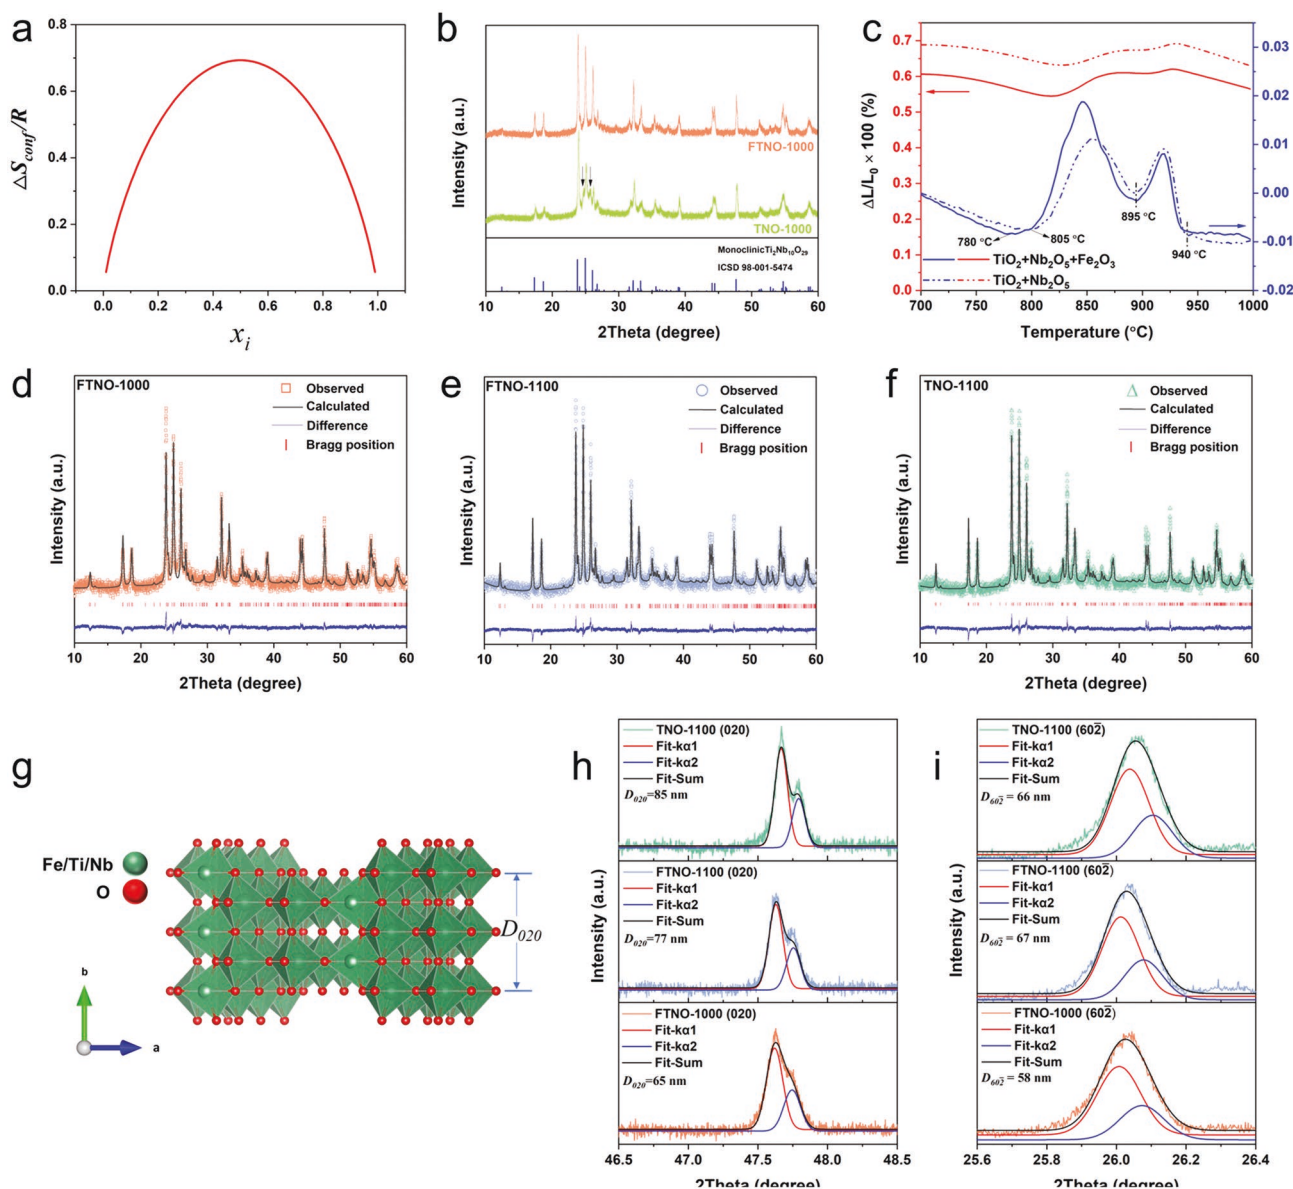 a
0.8
0.6
0.4
0.2
0.0
ΔS_conf/R
0.0 0.2 0.4 0.6 0.8 1.0
x_i
b
Intensity (a.u.)
FTNO-1000
TNO-1000
MonoclinicTi₂Nb₁₀O₂₉
ICSD 98-001-5474
10 20 30 40 50 60
2Theta (degree)
c
0.7
0.6
0.5
0.4
0.3
0.2
0.1
0.0
ΔL/L₀ × 100 (%)
0.03
0.02
0.01
0.00
-0.01
-0.02
780 °C
805 °C
895 °C
940 °C
TiO₂+Nb₂O₅+Fe₂O₃
TiO₂+Nb₂O₅
700 750 800 850 900 950 1000
Temperature (°C)
d
FTNO-1000
Observed
Calculated
Difference
Bragg position
Intensity (a.u.)
10 20 30 40 50 60
2Theta (degree)
e
FTNO-1100
Observed
Calculated
Difference
Bragg position
Intensity (a.u.)
10 20 30 40 50 60
2Theta (degree)
f
TNO-1100
Observed
Calculated
Difference
Bragg position
Intensity (a.u.)
10 20 30 40 50 60
2Theta (degree)
g
Fe/Ti/Nb
O
D₀₂₀
b
a
h
Intensity (a.u.)
TNO-1100 (020)
Fit-kα1
Fit-kα2
Fit-Sum
D₀₂₀=85 nm
FTNO-1100 (020)
Fit-kα1
Fit-kα2
Fit-Sum
D₀₂₀=77 nm
FTNO-1000 (020)
Fit-kα1
Fit-kα2
Fit-Sum
D₀₂₀=65 nm
46.5 47.0 47.5 48.0 48.5
2Theta (degree)
i
Intensity (a.u.)
TNO-1100 (602̅)
Fit-kα1
Fit-kα2
Fit-Sum
D₆₀₂̅ = 66 nm
FTNO-1100 (602̅)
Fit-kα1
Fit-kα2
Fit-Sum
D₆₀₂̅ = 67 nm
FTNO-1000 (602̅)
Fit-kα1
Fit-kα2
Fit-Sum
D₆₀₂̅ = 58 nm
25.6 25.8 26.0 26.2 26.4
2Theta (degree)